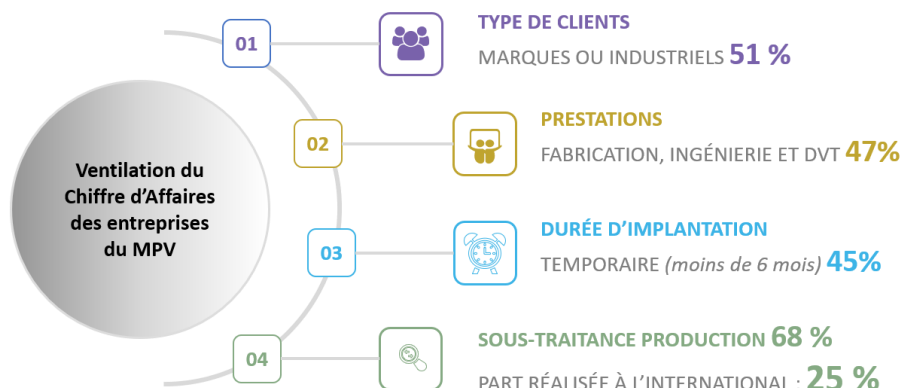 Ventilation du
Chiffre d’Affaires
des entreprises
du MPV
01
TYPE DE CLIENTS
MARQUES OU INDUSTRIELS 51 %
02
PRESTATIONS
FABRICATION, INGÉNIERIE ET DVT 47%
03
DURÉE D’IMPLANTATION
TEMPORAIRE (moins de 6 mois) 45%
04
SOUS-TRAITANCE PRODUCTION 68 %
PART RÉALISÉE À L’INTERNATIONAL : 25 %